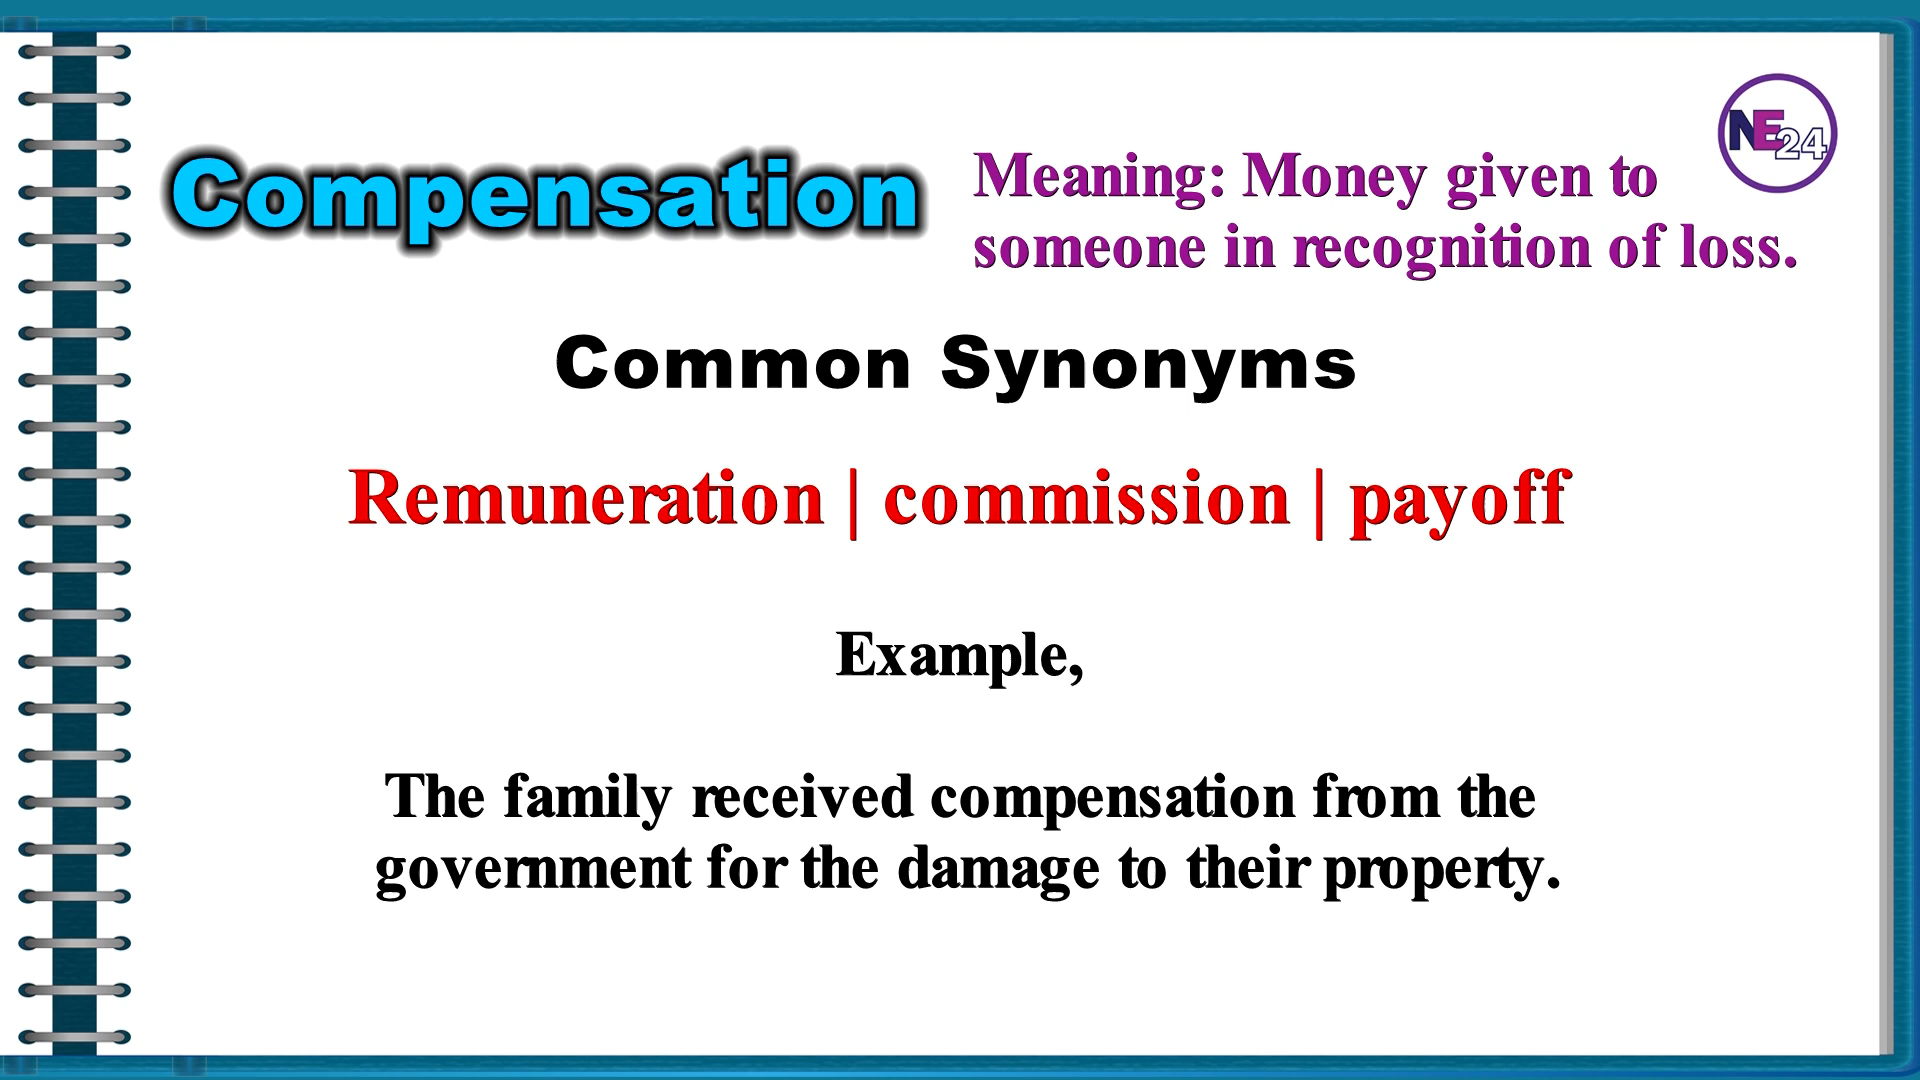 Compensation
Meaning: Money given to
someone in recognition of loss.
NE24
Common Synonyms
Remuneration | commission | payoff
Example,
The family received compensation from the
government for the damage to their property.